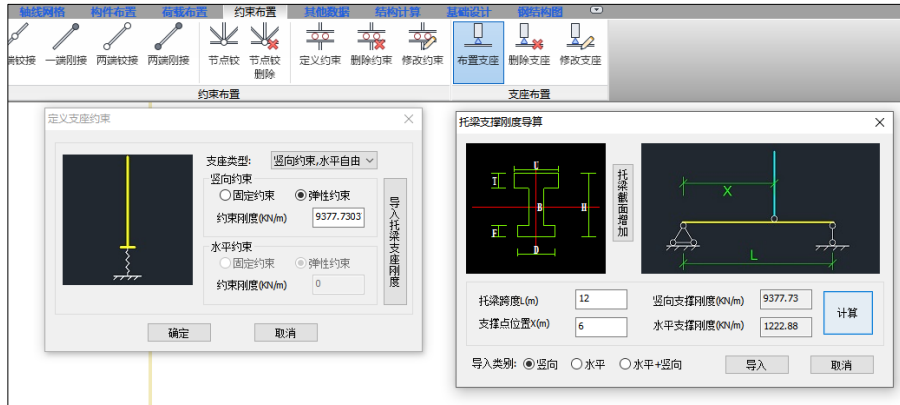 轴线网格 构件布置 荷载布置 约束布置 其他数据 结构计算 基础设计 钢结构图
端铰接 一端刚接 两端铰接 两端刚接 节点铰 节点铰删除 定义约束 删除约束 修改约束 布置支座 删除支座 修改支座
约束布置 支座布置
定义支座约束
支座类型: 竖向约束,水平自由
竖向约束
固定约束 弹性约束
约束刚度(KN/m) 9377.7303
水平约束
固定约束 弹性约束
约束刚度(KN/m) 0
导入托梁支座刚度
确定 取消
托梁支撑刚度导算
U
T
B
H
F
D
托梁截面增加
X
L
托梁跨度L(m) 12 竖向支撑刚度(KN/m) 9377.73
支撑点位置X(m) 6 水平支撑刚度(KN/m) 1222.88
计算
导入类别: 竖向 水平 水平+竖向 导入 取消